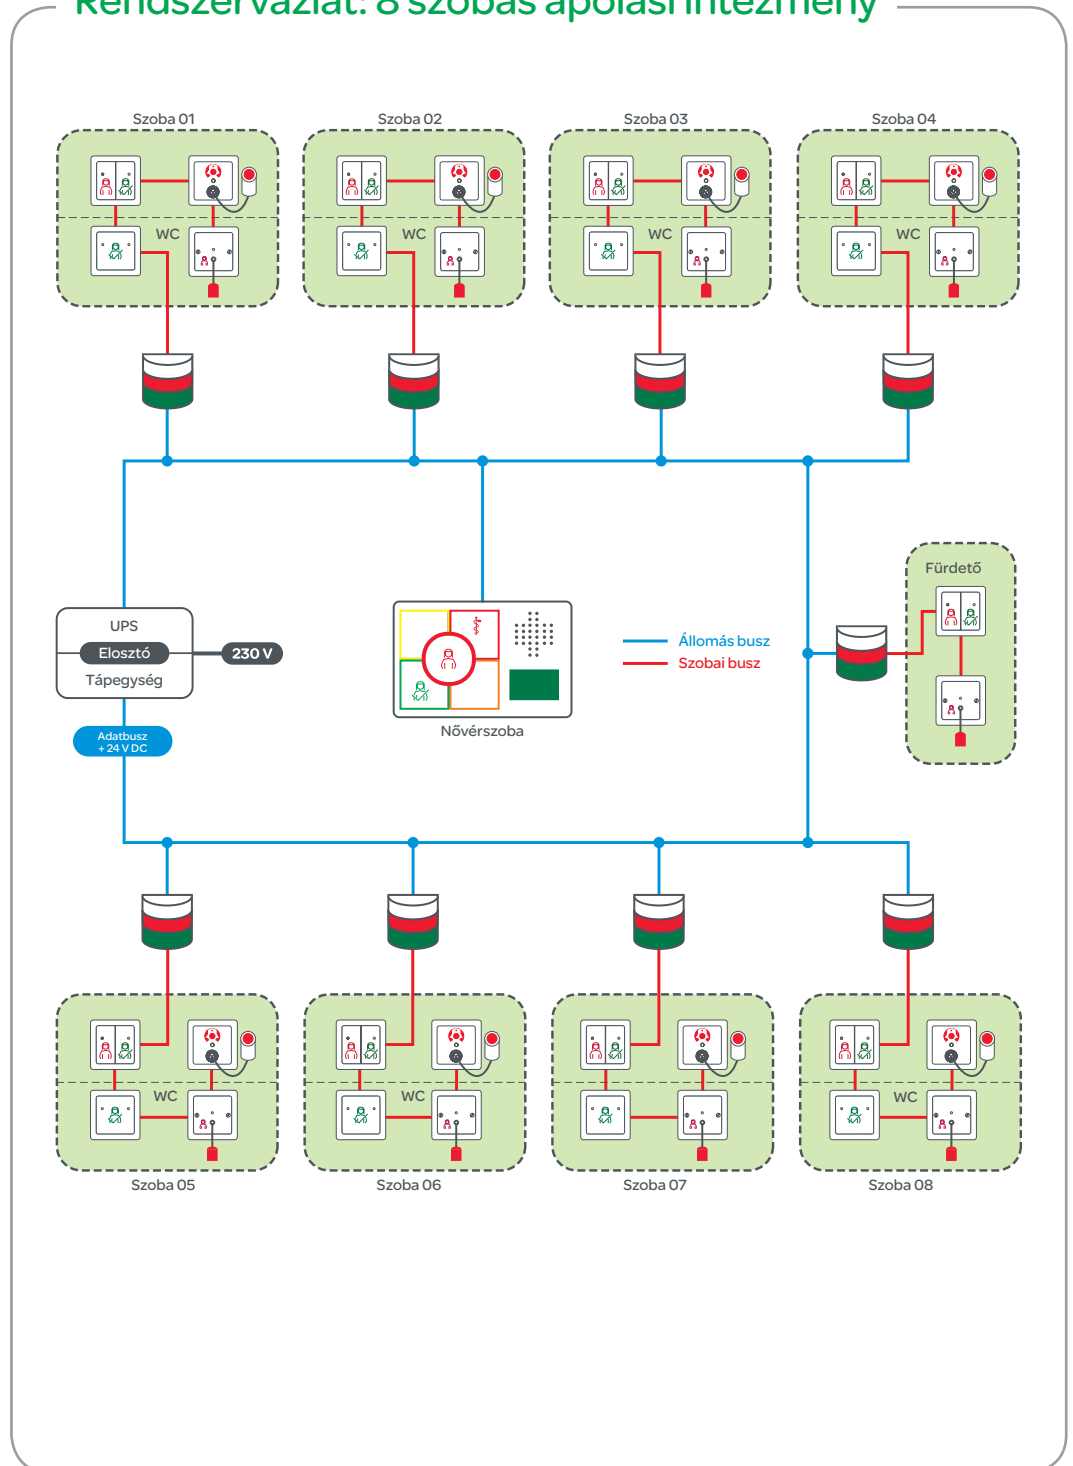 Rendszervázlat: 8 szobás ápolási intézmény
Szoba 01
Szoba 02
Szoba 03
Szoba 04
WC
WC
WC
WC
Fürdető
UPS
Elosztó
230 V
Tápegység
Állomás busz
Szobai busz
Nővérszoba
Adatbusz
+ 24 V DC
WC
WC
WC
WC
Szoba 05
Szoba 06
Szoba 07
Szoba 08